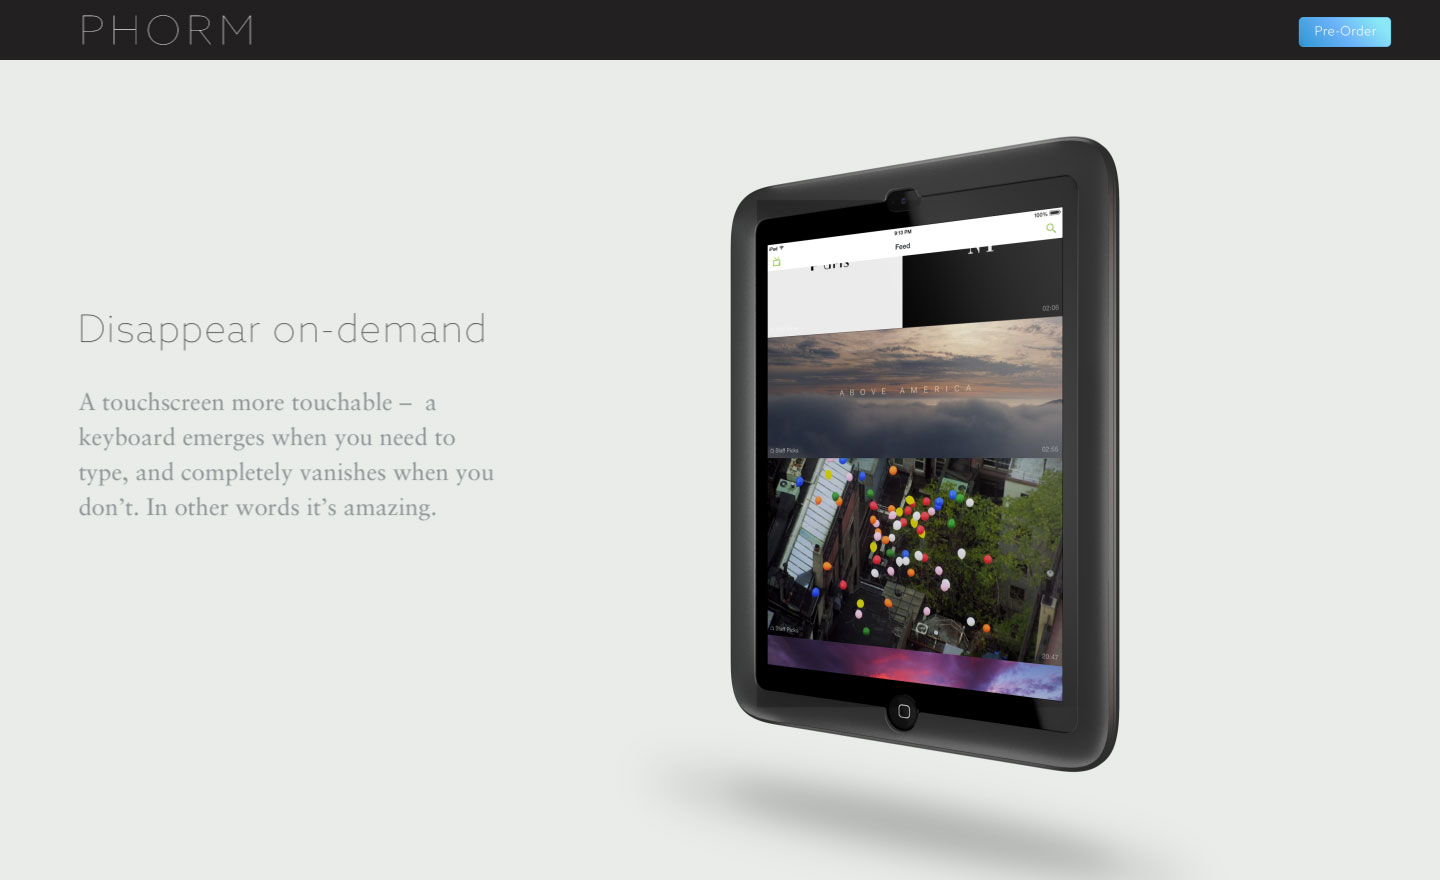 PHORM
Pre-Order
Disappear on-demand
A touchscreen more touchable –  a
keyboard emerges when you need to
type, and completely vanishes when you
don’t. In other words it’s amazing.
iPad
9:13 PM
100%
Feed
Paris
02:06
ABOVE AMERICA
Staff Picks
02:55
Staff Picks
20:47